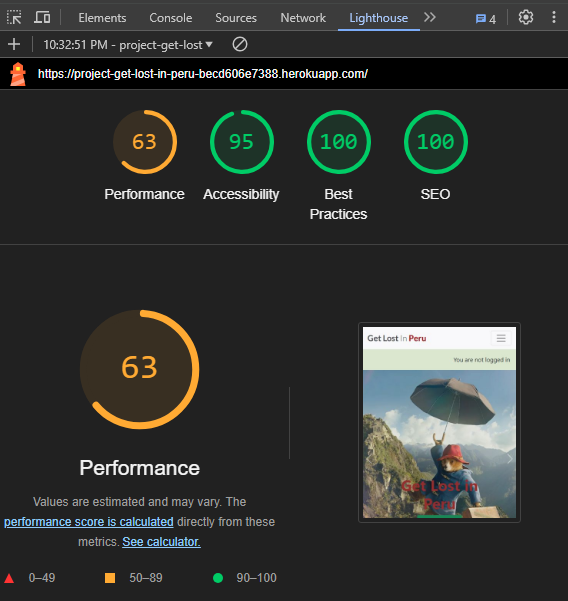 Elements Console Sources Network Lighthouse 4
10:32:51 PM - project-get-lost
https://project-get-lost-in-peru-becd606e7388.herokuapp.com/
63 95 100 100
Performance Accessibility Best Practices SEO
63
Get Lost in Peru
You are not logged in
Get Lost in
Peru
Performance
Values are estimated and may vary. The
performance score is calculated directly from these
metrics. See calculator.
0–49 50–89 90–100